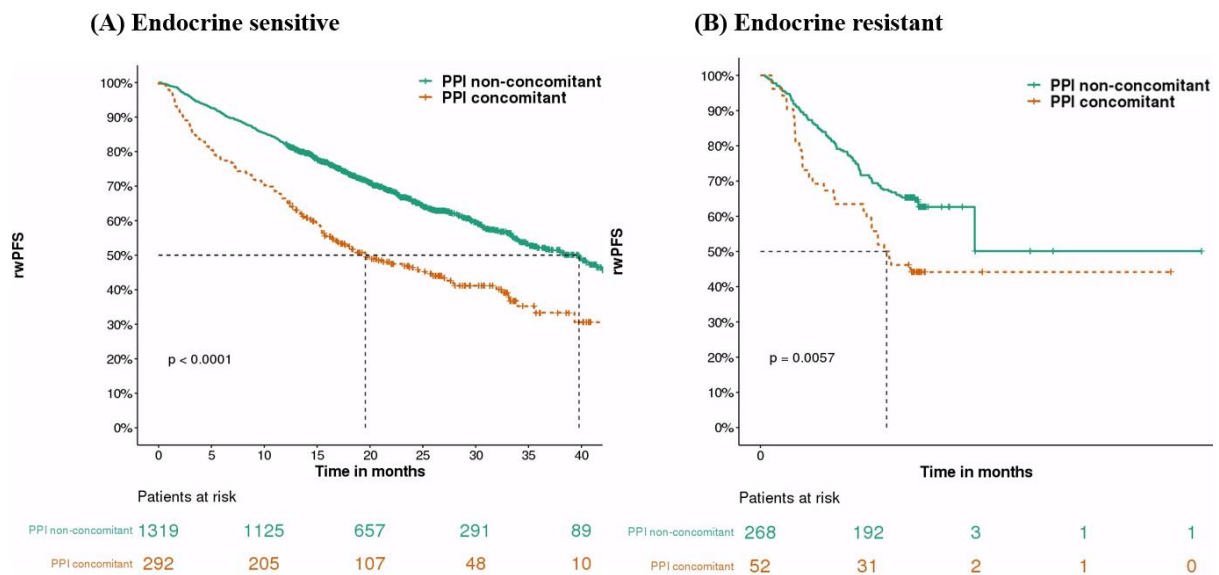 (A) Endocrine sensitive
PPI non-concomitant
PPI concomitant
100%
90%
80%
70%
60%
50%
40%
30%
20%
10%
0%
rwPFS
p < 0.0001
0 5 10 15 20 25 30 35 40
Time in months
Patients at risk
PPI non-concomitant 1319 1125 657 291 89
PPI concomitant 292 205 107 48 10
(B) Endocrine resistant
PPI non-concomitant
PPI concomitant
100%
90%
80%
70%
60%
50%
40%
30%
20%
10%
0%
rwPFS
p = 0.0057
0
Time in months
Patients at risk
PPI non-concomitant 268 192 3 1 1
PPI concomitant 52 31 2 1 0